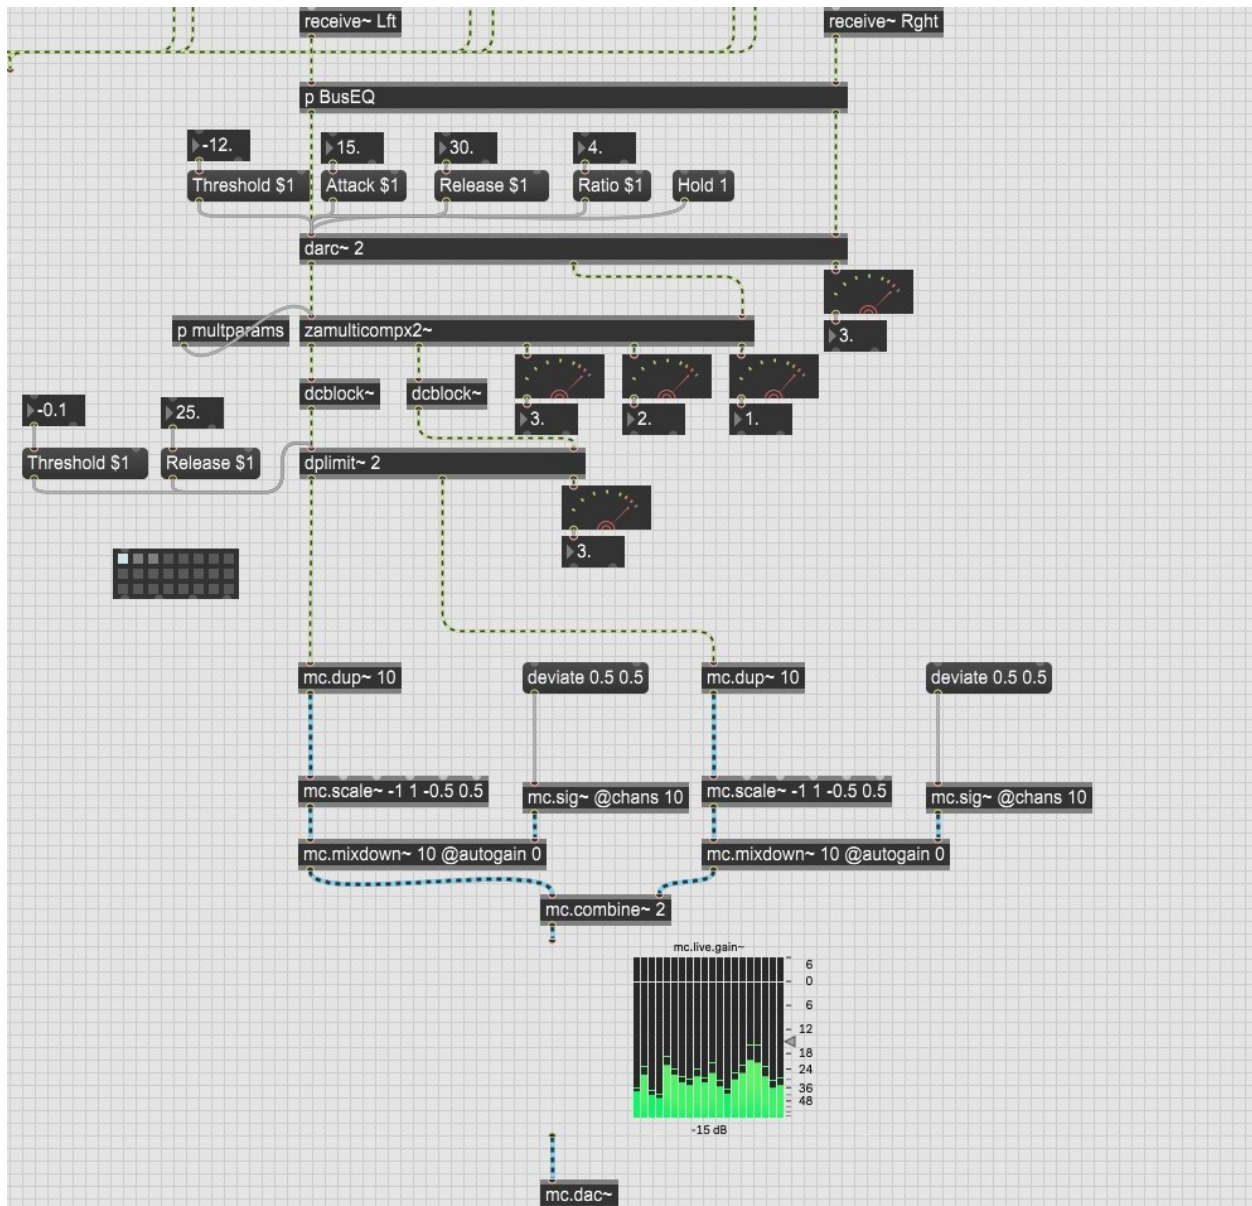 receive~ Lft
receive~ Rght
p BusEQ
-12.
15.
30.
4.
Threshold $1
Attack $1
Release $1
Ratio $1
Hold 1
darc~ 2
p multparams
zamulticompx2~
3.
dcblock~
dcblock~
-0.1
25.
3.
2.
1.
Threshold $1
Release $1
dplimit~ 2
3.
mc.dup~ 10
deviate 0.5 0.5
mc.dup~ 10
deviate 0.5 0.5
mc.scale~ -1 1 -0.5 0.5
mc.sig~ @chans 10
mc.scale~ -1 1 -0.5 0.5
mc.sig~ @chans 10
mc.mixdown~ 10 @autogain 0
mc.mixdown~ 10 @autogain 0
mc.combine~ 2
mc.live.gain~
6
0
6
12
18
24
36
48
-15 dB
mc.dac~